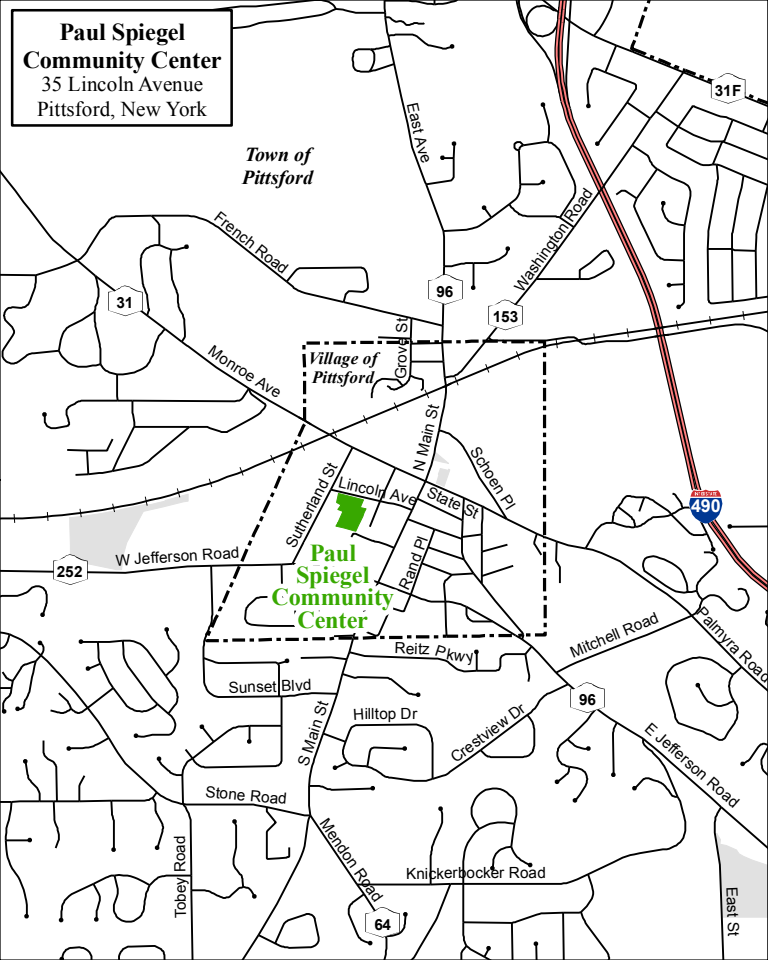 Paul Spiegel
Community Center
35 Lincoln Avenue
Pittsford, New York
31F
East Ave
Town of
Pittsford
Washington Road
French Road
96
31
153
Grove St
Village of
Pittsford
Monroe Ave
N Main St
Schoen Pl
Sutherland St
Lincoln Ave
State St
INTERSTATE
490
W Jefferson Road
252
Rand Pl
Paul
Spiegel
Community
Center
Mitchell Road
Palmyra Road
Reitz Pkwy
Sunset Blvd
96
S Main St
Hilltop Dr
Crestview Dr
E Jefferson Road
Stone Road
Mendon Road
Tobey Road
Knickerbocker Road
64
East St